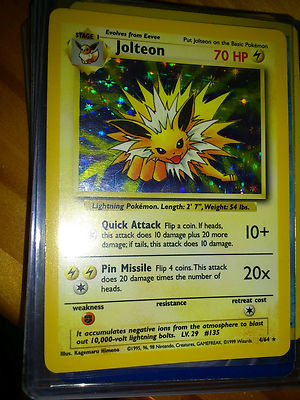 STAGE 1 Evolves from Eevee Put Jolteon on the Basic Pokémon
Jolteon 70 HP
Lightning Pokémon. Length: 2' 7", Weight: 54 lbs.
Quick Attack Flip a coin. If heads,
this attack does 10 damage plus 20 more
damage; if tails, this attack does 10 damage.
10+
Pin Missile Flip 4 coins. This attack
does 20 damage times the number of
heads.
20x
weakness resistance retreat cost
It accumulates negative ions from the atmosphere to blast
out 10,000-volt lightning bolts. LV. 29 #135
Illus. Kagemaru Himeno ©1995, 96, 98 Nintendo, Creatures, GAMEFREAK. ©1999 Wizards. 4/64 ★